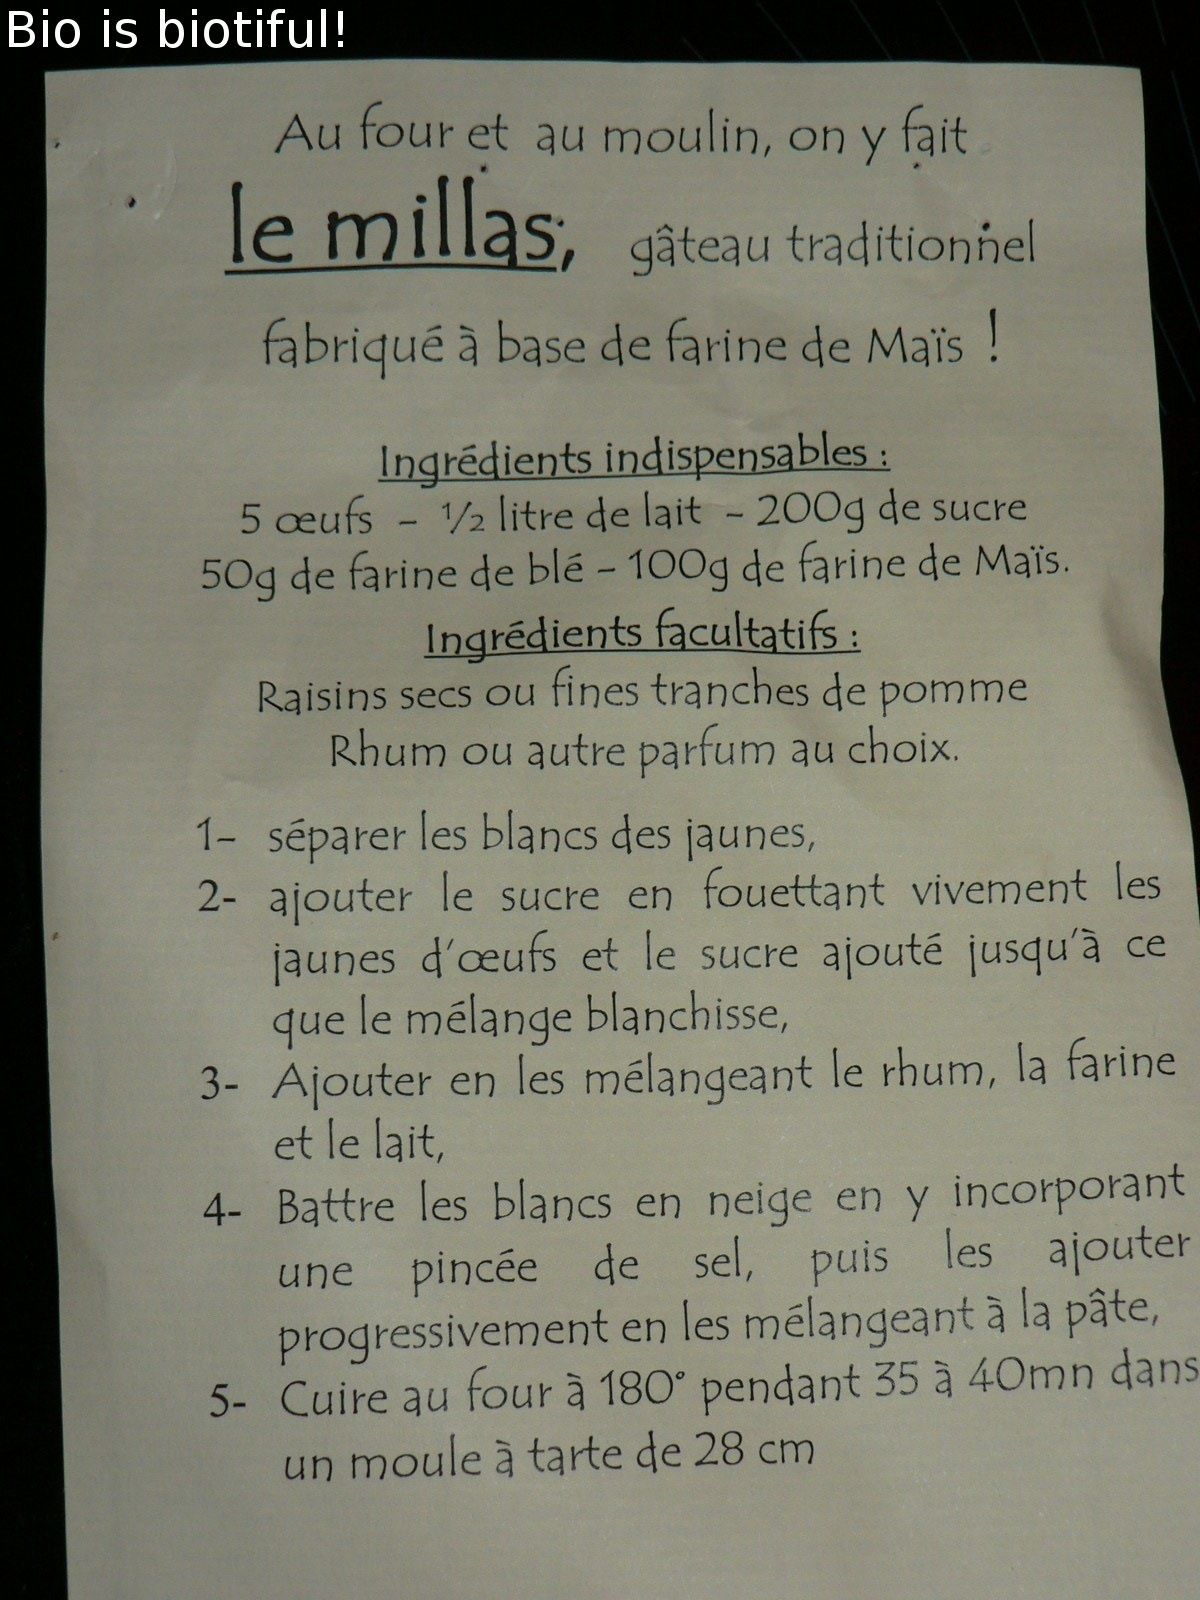 Bio is biotiful!
Au four et au moulin, on y fait
le millas, gâteau traditionnel
fabriqué à base de farine de Maïs !
Ingrédients indispensables :
5 œufs - ½ litre de lait - 200g de sucre
50g de farine de blé - 100g de farine de Maïs.
Ingrédients facultatifs :
Raisins secs ou fines tranches de pomme
Rhum ou autre parfum au choix.
1- séparer les blancs des jaunes,
2- ajouter le sucre en fouettant vivement les
jaunes d'œufs et le sucre ajouté jusqu'à ce
que le mélange blanchisse,
3- Ajouter en les mélangeant le rhum, la farine
et le lait,
4- Battre les blancs en neige en y incorporant
une pincée de sel, puis les ajouter
progressivement en les mélangeant à la pâte,
5- Cuire au four à 180° pendant 35 à 40mn dans
un moule à tarte de 28 cm